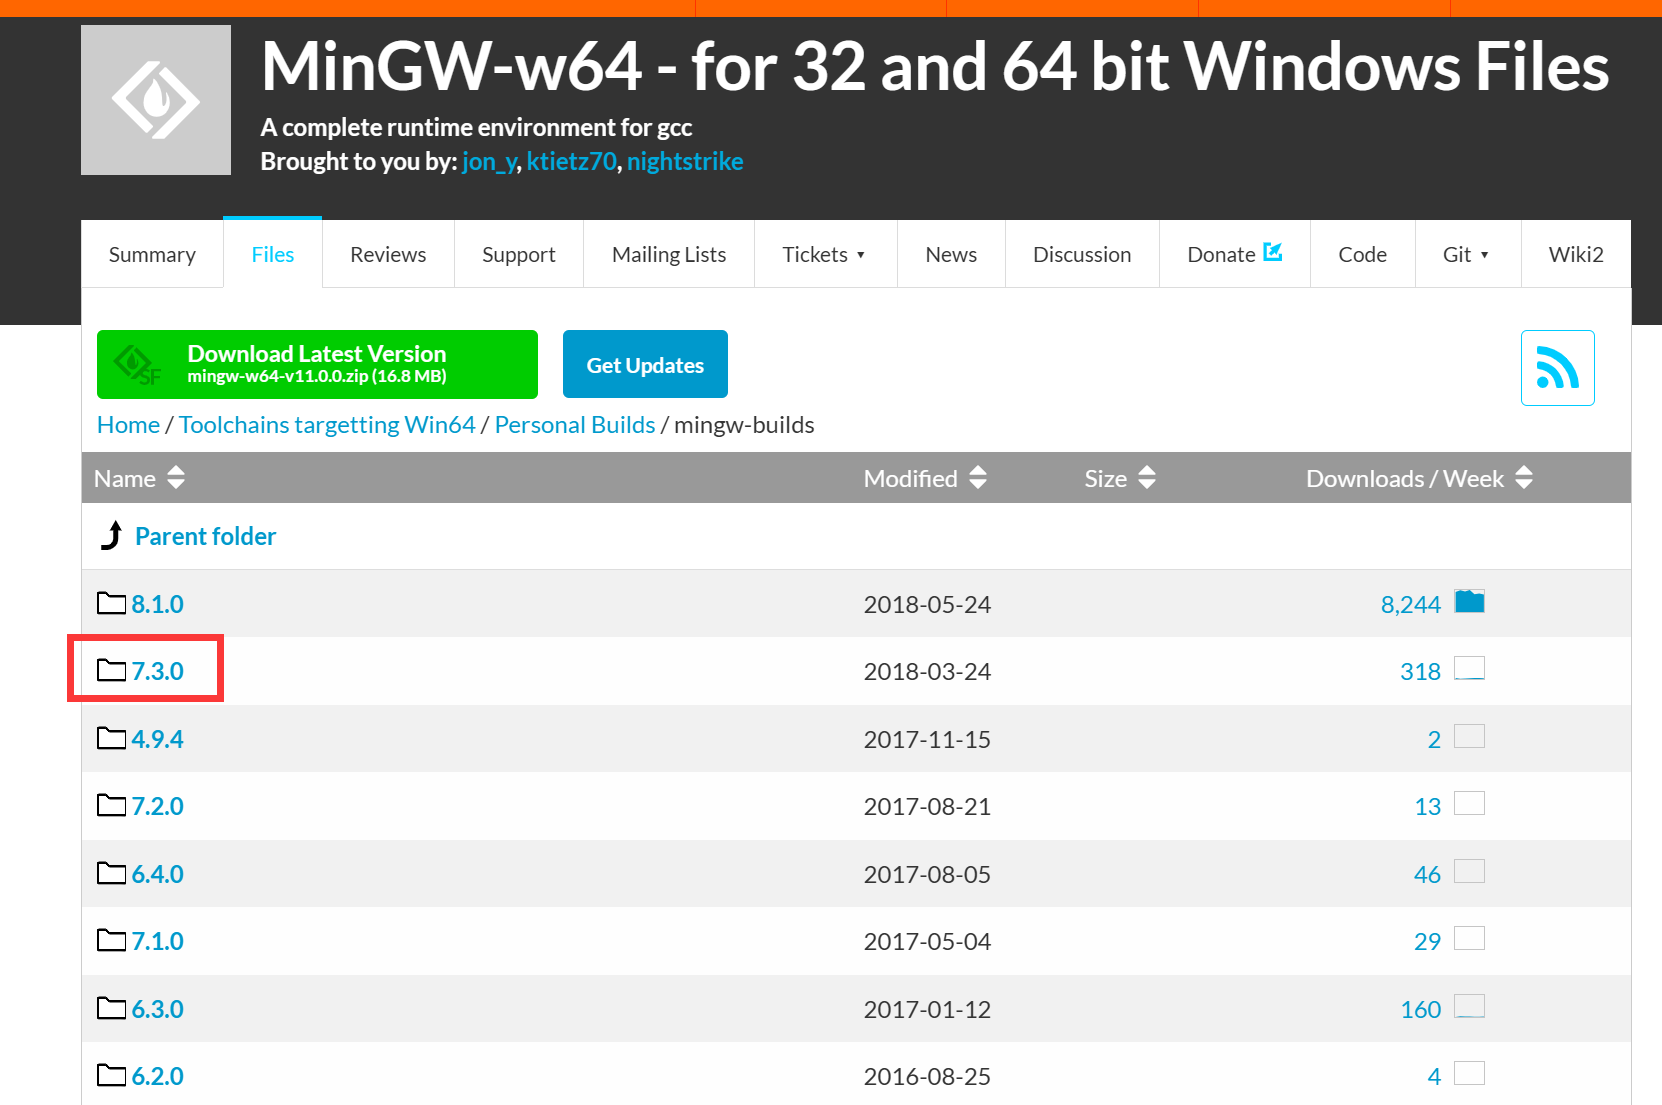 MinGW-w64 - for 32 and 64 bit Windows Files
A complete runtime environment for gcc
Brought to you by: jon_y, ktietz70, nightstrike
Summary Files Reviews Support Mailing Lists Tickets ▾ News Discussion Donate Code Git ▾ Wiki2
SF
Download Latest Version
mingw-w64-v11.0.0.zip (16.8 MB)
Get Updates
Home / Toolchains targetting Win64 / Personal Builds / mingw-builds
Name Modified Size Downloads / Week
Parent folder
8.1.0 2018-05-24 8,244
7.3.0 2018-03-24 318
4.9.4 2017-11-15 2
7.2.0 2017-08-21 13
6.4.0 2017-08-05 46
7.1.0 2017-05-04 29
6.3.0 2017-01-12 160
6.2.0 2016-08-25 4